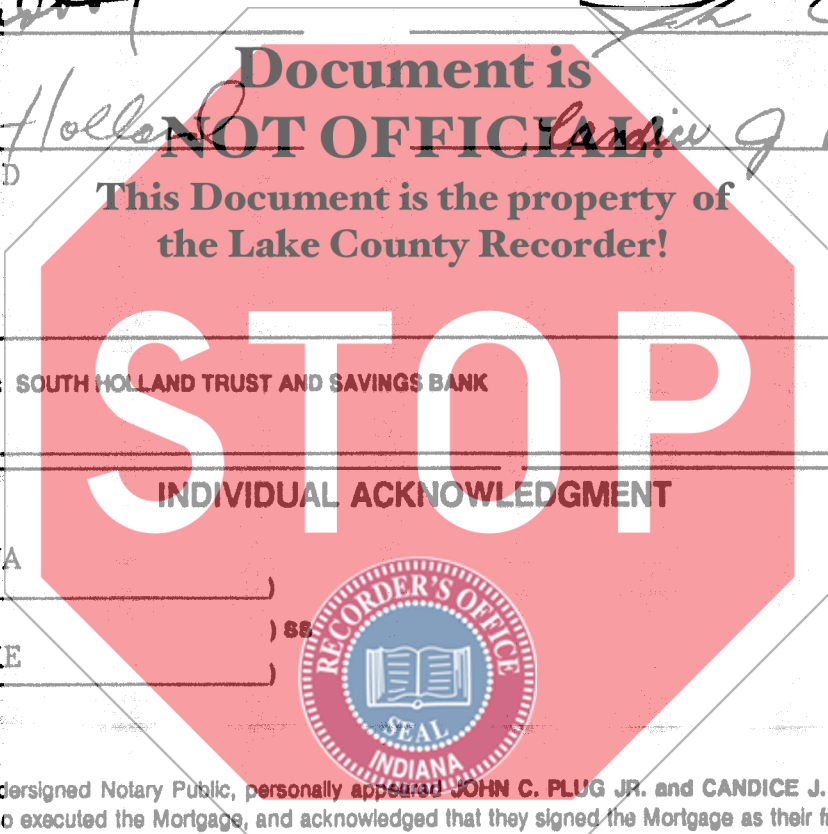 Document is
Holland NOT OFFICIAL! Candice J
D
This Document is the property of
the Lake County Recorder!
STOP
SOUTH HOLLAND TRUST AND SAVINGS BANK
INDIVIDUAL ACKNOWLEDGMENT
A
)
) SS
E
)
RECORDER'S OFFICE
SEAL
INDIANA
dersigned Notary Public, personally appeared JOHN C. PLUG JR. and CANDICE J.
o executed the Mortgage, and acknowledged that they signed the Mortgage as their f